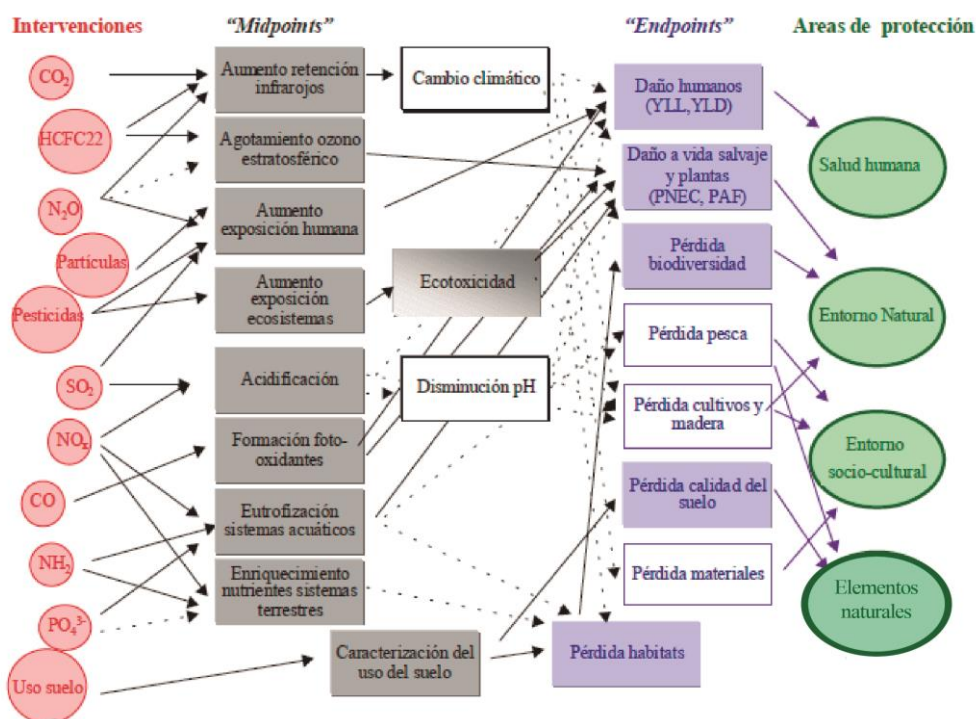 Intervenciones
“Midpoints”
“Endpoints”
Areas de protección
CO2
HCFC22
N2O
Partículas
Pesticidas
SO2
NOx
CO
NH2
PO4 3-
Uso suelo
Aumento retención
infrarojos
Agotamiento ozono
estratosférico
Aumento
exposición humana
Aumento
exposición
ecosistemas
Acidificación
Formación foto-
oxidantes
Eutrofización
sistemas acuáticos
Enriquecimiento
nutrientes sistemas
terrestres
Caracterización del
uso del suelo
Cambio climático
Ecotoxicidad
Disminución pH
Daño humanos
(YLL,YLD)
Daño a vida salvaje
y plantas
(PNEC, PAF)
Pérdida
biodiversidad
Pérdida pesca
Pérdida cultivos y
madera
Pérdida calidad del
suelo
Pérdida materiales
Pérdida habitats
Salud humana
Entorno Natural
Entorno
socio-cultural
Elementos
naturales